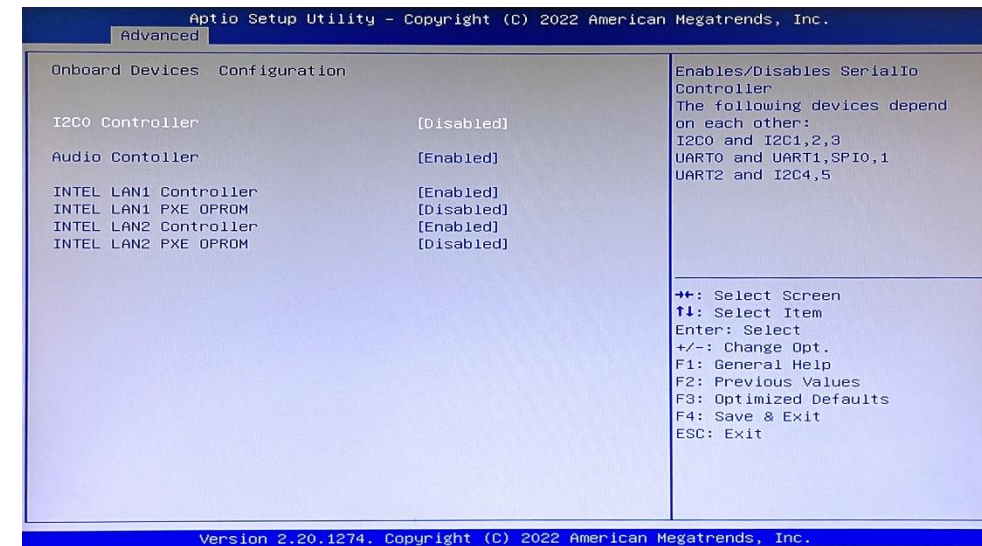 Aptio Setup Utility – Copyright (C) 2022 American Megatrends, Inc.
Advanced
Onboard Devices Configuration
I2C0 Controller [Disabled]
Audio Contoller [Enabled]
INTEL LAN1 Controller [Enabled]
INTEL LAN1 PXE OPROM [Disabled]
INTEL LAN2 Controller [Enabled]
INTEL LAN2 PXE OPROM [Disabled]
Enables/Disables SerialIo
Controller
The following devices depend
on each other:
I2C0 and I2C1,2,3
UART0 and UART1,SPI0,1
UART2 and I2C4,5
→←: Select Screen
↑↓: Select Item
Enter: Select
+/-: Change Opt.
F1: General Help
F2: Previous Values
F3: Optimized Defaults
F4: Save & Exit
ESC: Exit
Version 2.20.1274. Copyright (C) 2022 American Megatrends, Inc.